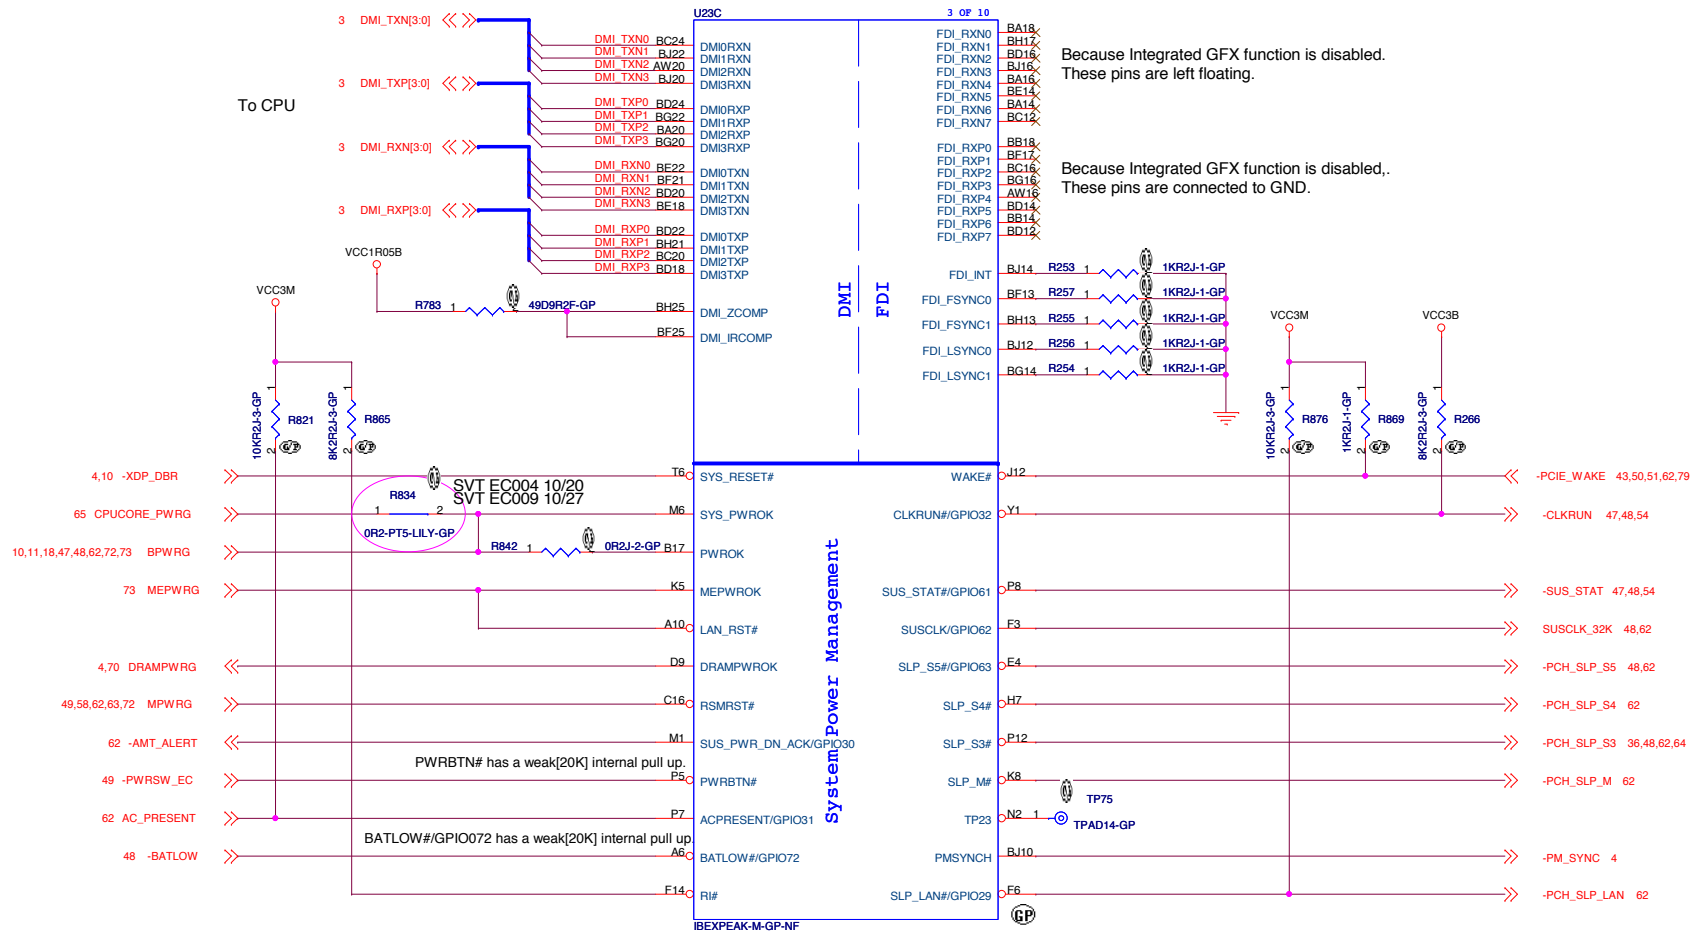 U23C 3 OF 10
3 DMI_TXN[3:0]
3 DMI_TXP[3:0]
To CPU
3 DMI_RXN[3:0]
3 DMI_RXP[3:0]
DMI_TXN0 BC24 DMI0RXN
DMI_TXN1 BJ22 DMI1RXN
DMI_TXN2 AW20 DMI2RXN
DMI_TXN3 BJ20 DMI3RXN
DMI_TXP0 BD24 DMI0RXP
DMI_TXP1 BG22 DMI1RXP
DMI_TXP2 BA20 DMI2RXP
DMI_TXP3 BG20 DMI3RXP
DMI_RXN0 BE22 DMI0TXN
DMI_RXN1 BF21 DMI1TXN
DMI_RXN2 BD20 DMI2TXN
DMI_RXN3 BE18 DMI3TXN
DMI_RXP0 BD22 DMI0TXP
DMI_RXP1 BH21 DMI1TXP
DMI_RXP2 BC20 DMI2TXP
DMI_RXP3 BD18 DMI3TXP
VCC1R05B
R783 1 49D9R2F-GP BH25 DMI_ZCOMP
BF25 DMI_IRCOMP
DMI
FDI
FDI_RXN0 BA18
FDI_RXN1 BH17
FDI_RXN2 BD16
FDI_RXN3 BJ16
FDI_RXN4 BA16
FDI_RXN5 BE14
FDI_RXN6 BA14
FDI_RXN7 BC12
Because Integrated GFX function is disabled.
These pins are left floating.
FDI_RXP0 BB18
FDI_RXP1 BF17
FDI_RXP2 BC16
FDI_RXP3 BG16
FDI_RXP4 AW16
FDI_RXP5 BD14
FDI_RXP6 BB14
FDI_RXP7 BD12
Because Integrated GFX function is disabled,.
These pins are connected to GND.
FDI_INT BJ14 R253 1 1KR2J-1-GP
FDI_FSYNC0 BF13 R257 1 1KR2J-1-GP
FDI_FSYNC1 BH13 R255 1 1KR2J-1-GP
FDI_LSYNC0 BJ12 R256 1 1KR2J-1-GP
FDI_LSYNC1 BG14 R254 1 1KR2J-1-GP
VCC3M
10KR2J-3-GP 1 2 R821 G/P
8K2R2J-3-GP 1 2 R865 G/P
VCC3M
10KR2J-3-GP 1 2 R876 G/P
1KR2J-1-GP 1 2 R869 G/P
VCC3B
8K2R2J-3-GP 1 2 R266 G/P
4,10 -XDP_DBR T6 SYS_RESET#
SVT EC004 10/20
SVT EC009 10/27
R834
65 CPUCORE_PWRG 1 2 M6 SYS_PWROK
0R2-PT5-LILY-GP
10,11,18,47,48,62,72,73 BPWRG R842 1 0R2J-2-GP B17 PWROK
73 MEPWRG K5 MEPWROK
A10 LAN_RST#
4,70 DRAMPWRG D9 DRAMPWROK
49,58,62,63,72 MPWRG C16 RSMRST#
62 -AMT_ALERT M1 SUS_PWR_DN_ACK/GPIO30
PWRBTN# has a weak[20K] internal pull up.
49 -PWRSW_EC P5 PWRBTN#
62 AC_PRESENT P7 ACPRESENT/GPIO31
BATLOW#/GPIO072 has a weak[20K] internal pull up.
48 -BATLOW A6 BATLOW#/GPIO72
F14 RI#
System Power Management
WAKE# J12 -PCIE_WAKE 43,50,51,62,79
CLKRUN#/GPIO32 Y1 -CLKRUN 47,48,54
SUS_STAT#/GPIO61 P8 -SUS_STAT 47,48,54
SUSCLK/GPIO62 F3 SUSCLK_32K 48,62
SLP_S5#/GPIO63 E4 -PCH_SLP_S5 48,62
SLP_S4# H7 -PCH_SLP_S4 62
SLP_S3# P12 -PCH_SLP_S3 36,48,62,64
SLP_M# K8 -PCH_SLP_M 62
TP75
TP23 N2 1 TPAD14-GP
PMSYNCH BJ10 -PM_SYNC 4
SLP_LAN#/GPIO29 F6 -PCH_SLP_LAN 62
GP
IBEXPEAK-M-GP-NF